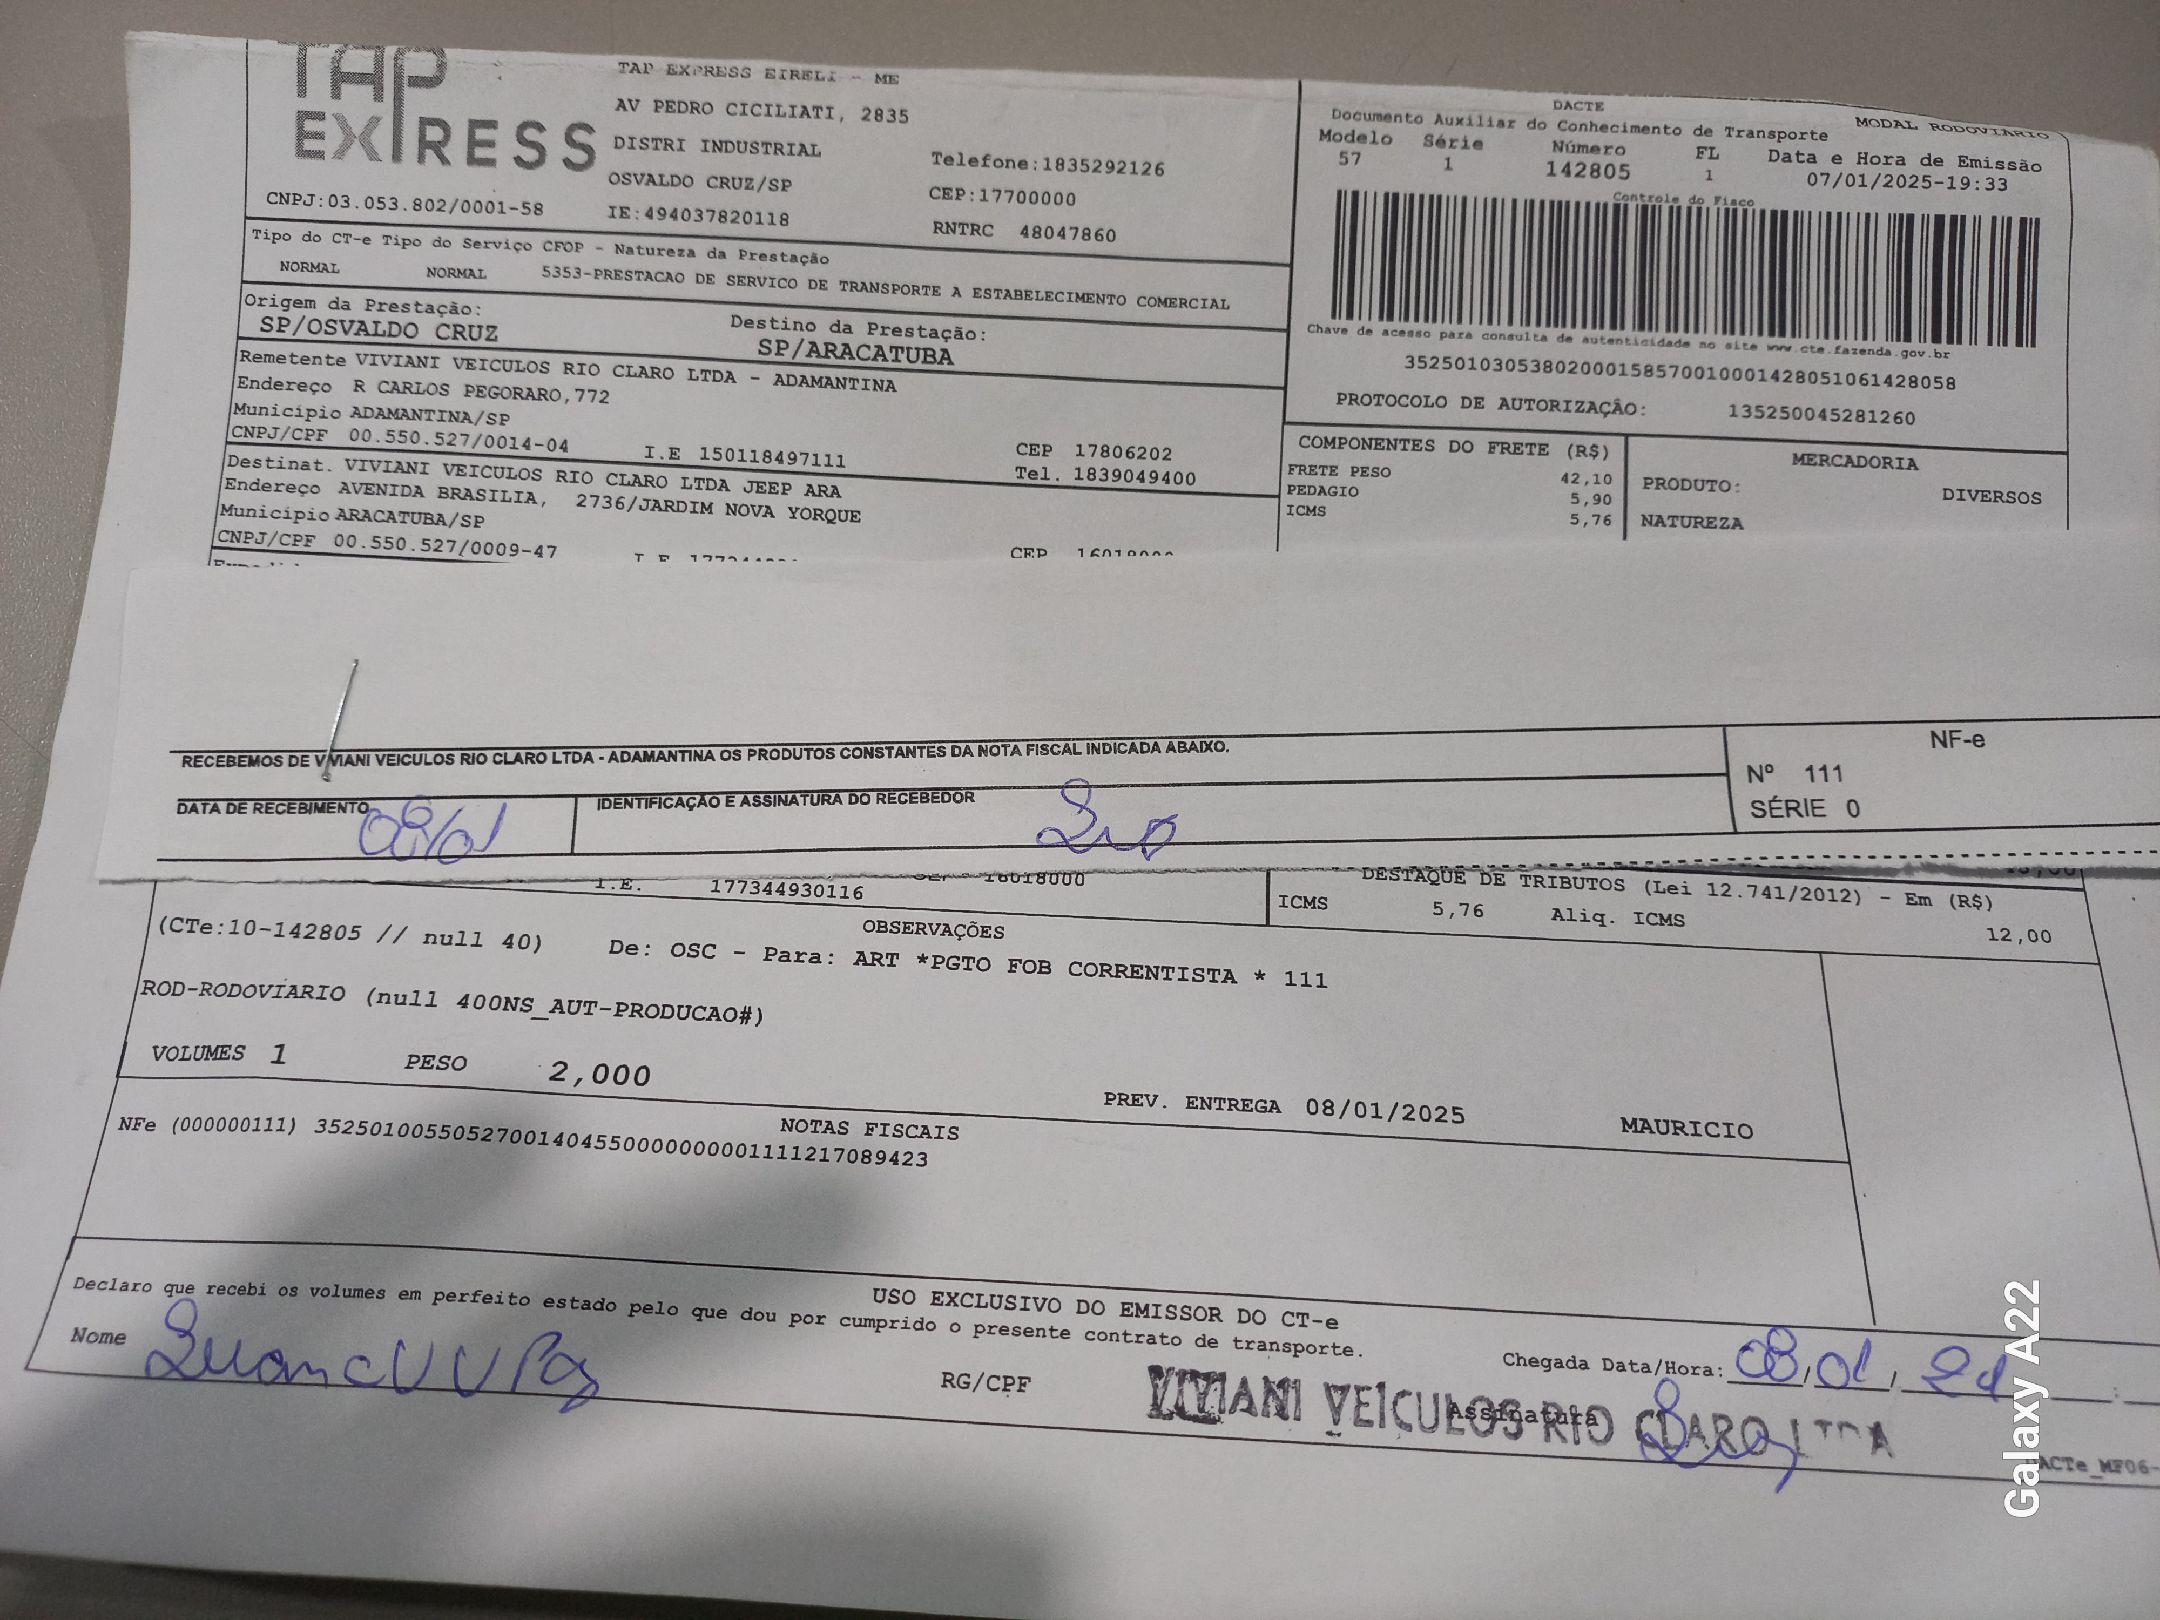 TAP
EXPRESS
TAP EXPRESS EIRELI - ME
AV PEDRO CICILIATI, 2835
DISTRI INDUSTRIAL
OSVALDO CRUZ/SP
Telefone:1835292126
CEP:17700000
CNPJ:03.053.802/0001-58
IE:494037820118
RNTRC 48047860
DACTE
Documento Auxiliar do Conhecimento de Transporte
MODAL RODOVIARIO
Modelo Série Número FL Data e Hora de Emissão
57 1 142805 1 07/01/2025-19:33
Controle do Fisco
Chave de acesso para consulta de autenticidade no site www.cte.fazenda.gov.br
35250103053802000158570010001428051061428058
PROTOCOLO DE AUTORIZAÇÃO: 135250045281260
Tipo do CT-e Tipo do Serviço CFOP - Natureza da Prestação
NORMAL NORMAL 5353-PRESTACAO DE SERVICO DE TRANSPORTE A ESTABELECIMENTO COMERCIAL
Origem da Prestação: Destino da Prestação:
SP/OSVALDO CRUZ SP/ARACATUBA
Remetente VIVIANI VEICULOS RIO CLARO LTDA - ADAMANTINA
Endereço R CARLOS PEGORARO,772
Municipio ADAMANTINA/SP
CEP 17806202
CNPJ/CPF 00.550.527/0014-04 I.E 150118497111 Tel. 1839049400
Destinat. VIVIANI VEICULOS RIO CLARO LTDA JEEP ARA
Endereço AVENIDA BRASILIA, 2736/JARDIM NOVA YORQUE
Municipio ARACATUBA/SP
CNPJ/CPF 00.550.527/0009-47 CEP
COMPONENTES DO FRETE (R$)
FRETE PESO 42,10
PEDAGIO 5,90
ICMS 5,76
MERCADORIA
PRODUTO: DIVERSOS
NATUREZA
RECEBEMOS DE VIVIANI VEICULOS RIO CLARO LTDA - ADAMANTINA OS PRODUTOS CONSTANTES DA NOTA FISCAL INDICADA ABAIXO.
DATA DE RECEBIMENTO 08/01
IDENTIFICAÇÃO E ASSINATURA DO RECEBEDOR
NF-e
Nº 111
SÉRIE 0
I.E. 177344930116 16018000
DESTAQUE DE TRIBUTOS (Lei 12.741/2012) - Em (R$)
ICMS 5,76 Aliq. ICMS 12,00
OBSERVAÇÕES
(CTe:10-142805 // null 40) De: OSC - Para: ART *PGTO FOB CORRENTISTA * 111
ROD-RODOVIARIO (null 400NS_AUT-PRODUCAO#)
VOLUMES 1 PESO 2,000
PREV. ENTREGA 08/01/2025 MAURICIO
NOTAS FISCAIS
NFe (000000111) 35250100550527001404550000000001111217089423
USO EXCLUSIVO DO EMISSOR DO CT-e
Declaro que recebi os volumes em perfeito estado pelo que dou por cumprido o presente contrato de transporte.
Nome
RG/CPF
Chegada Data/Hora: 08/01/
Assinatura
VIVIANI VEICULOS RIO CLARO LTDA
Galaxy A22